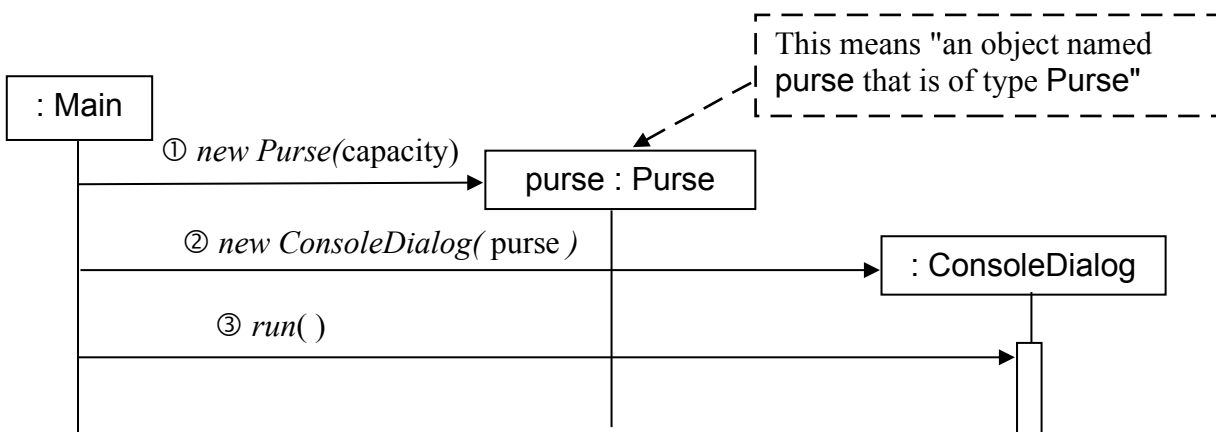 This means "an object named
purse that is of type Purse"
: Main
① new Purse(capacity)
purse : Purse
② new ConsoleDialog( purse )
: ConsoleDialog
③ run( )